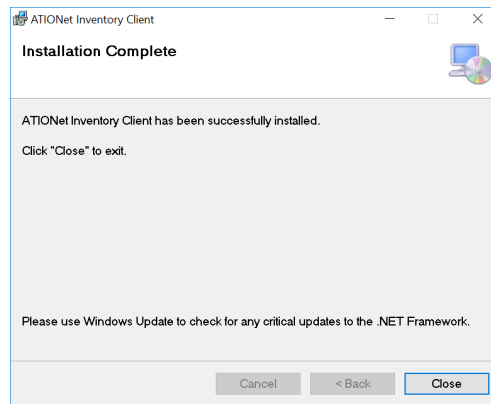 ATIONet Inventory Client
Installation Complete
ATIONet Inventory Client has been successfully installed.
Click "Close" to exit.
Please use Windows Update to check for any critical updates to the .NET Framework.
Cancel
< Back
Close